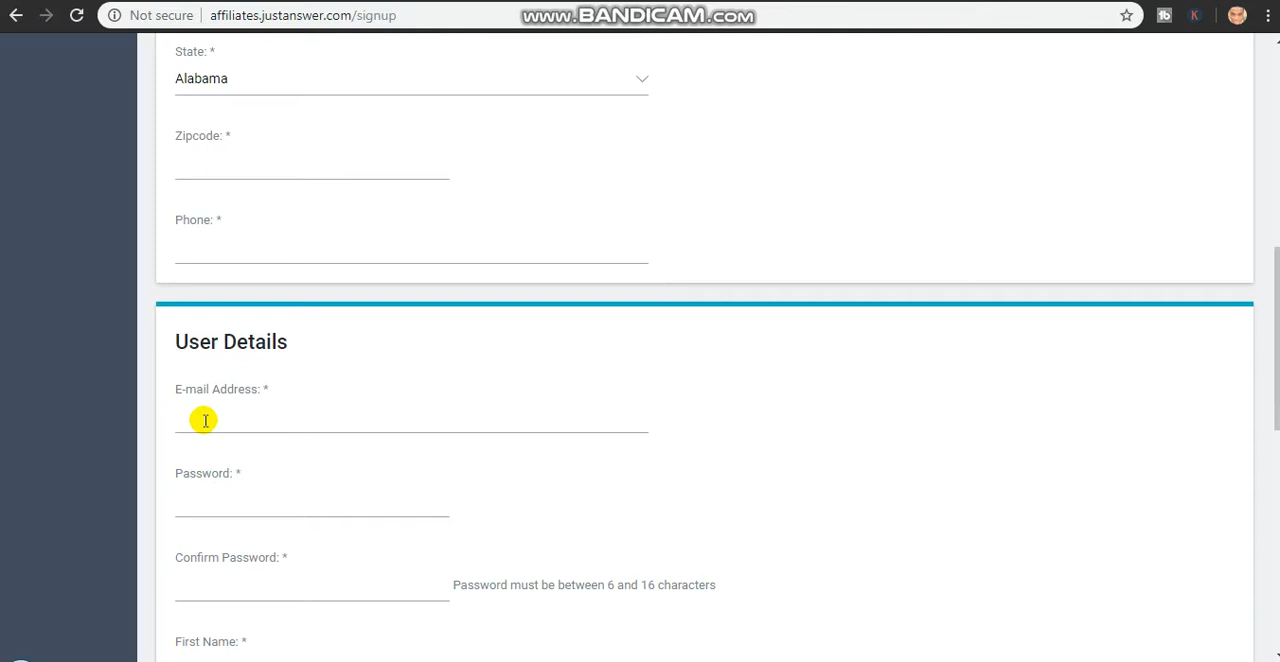 Not secure | affiliates.justanswer.com/signup
www.BANDICAM.com
State: *
Alabama
Zipcode: *
Phone: *
User Details
E-mail Address: *
Password: *
Confirm Password: *
Password must be between 6 and 16 characters
First Name: *